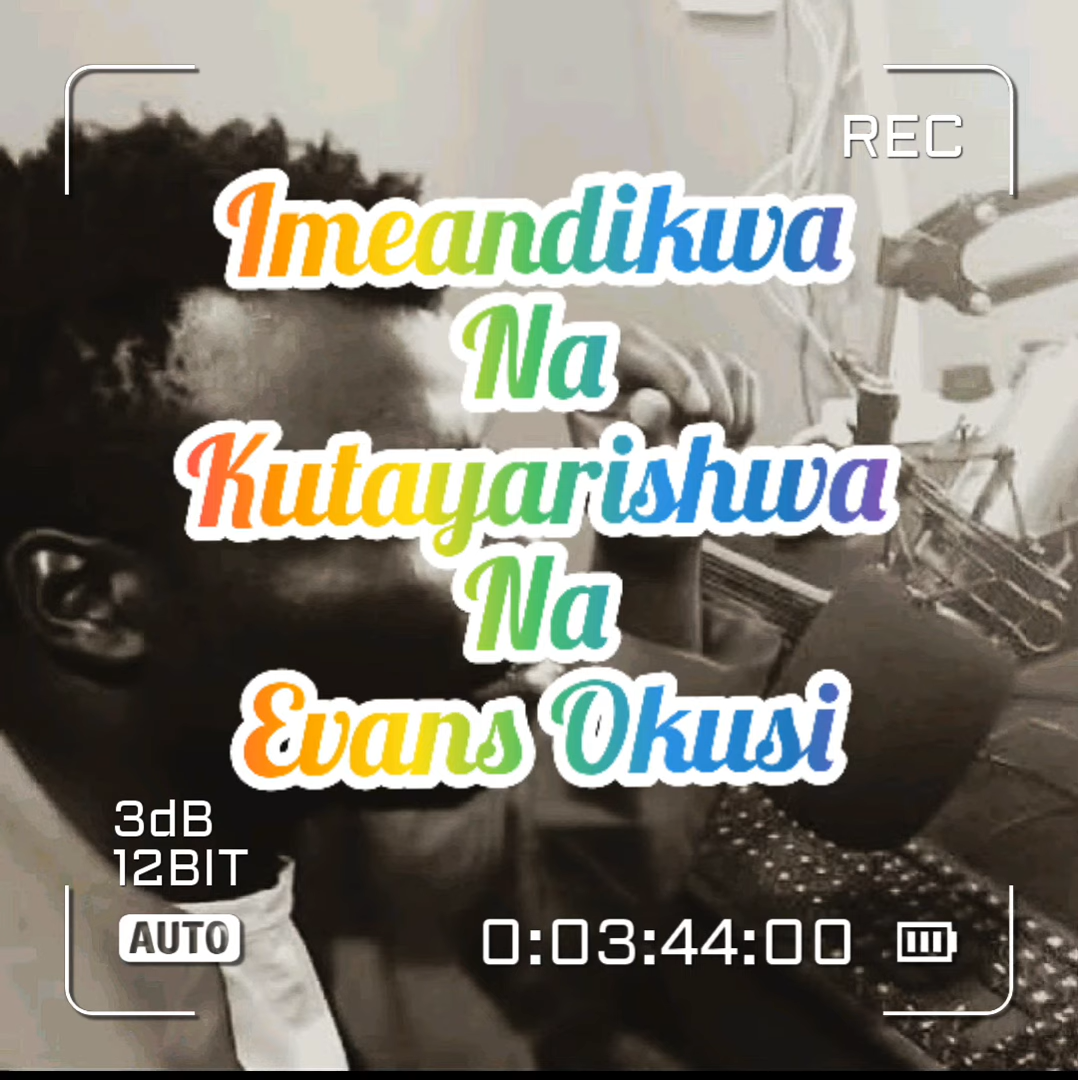 REC
Imeandikwa
Na
Kutayarishwa
Na
Evans Okusi
3dB
12BIT
AUTO
0:03:44:00